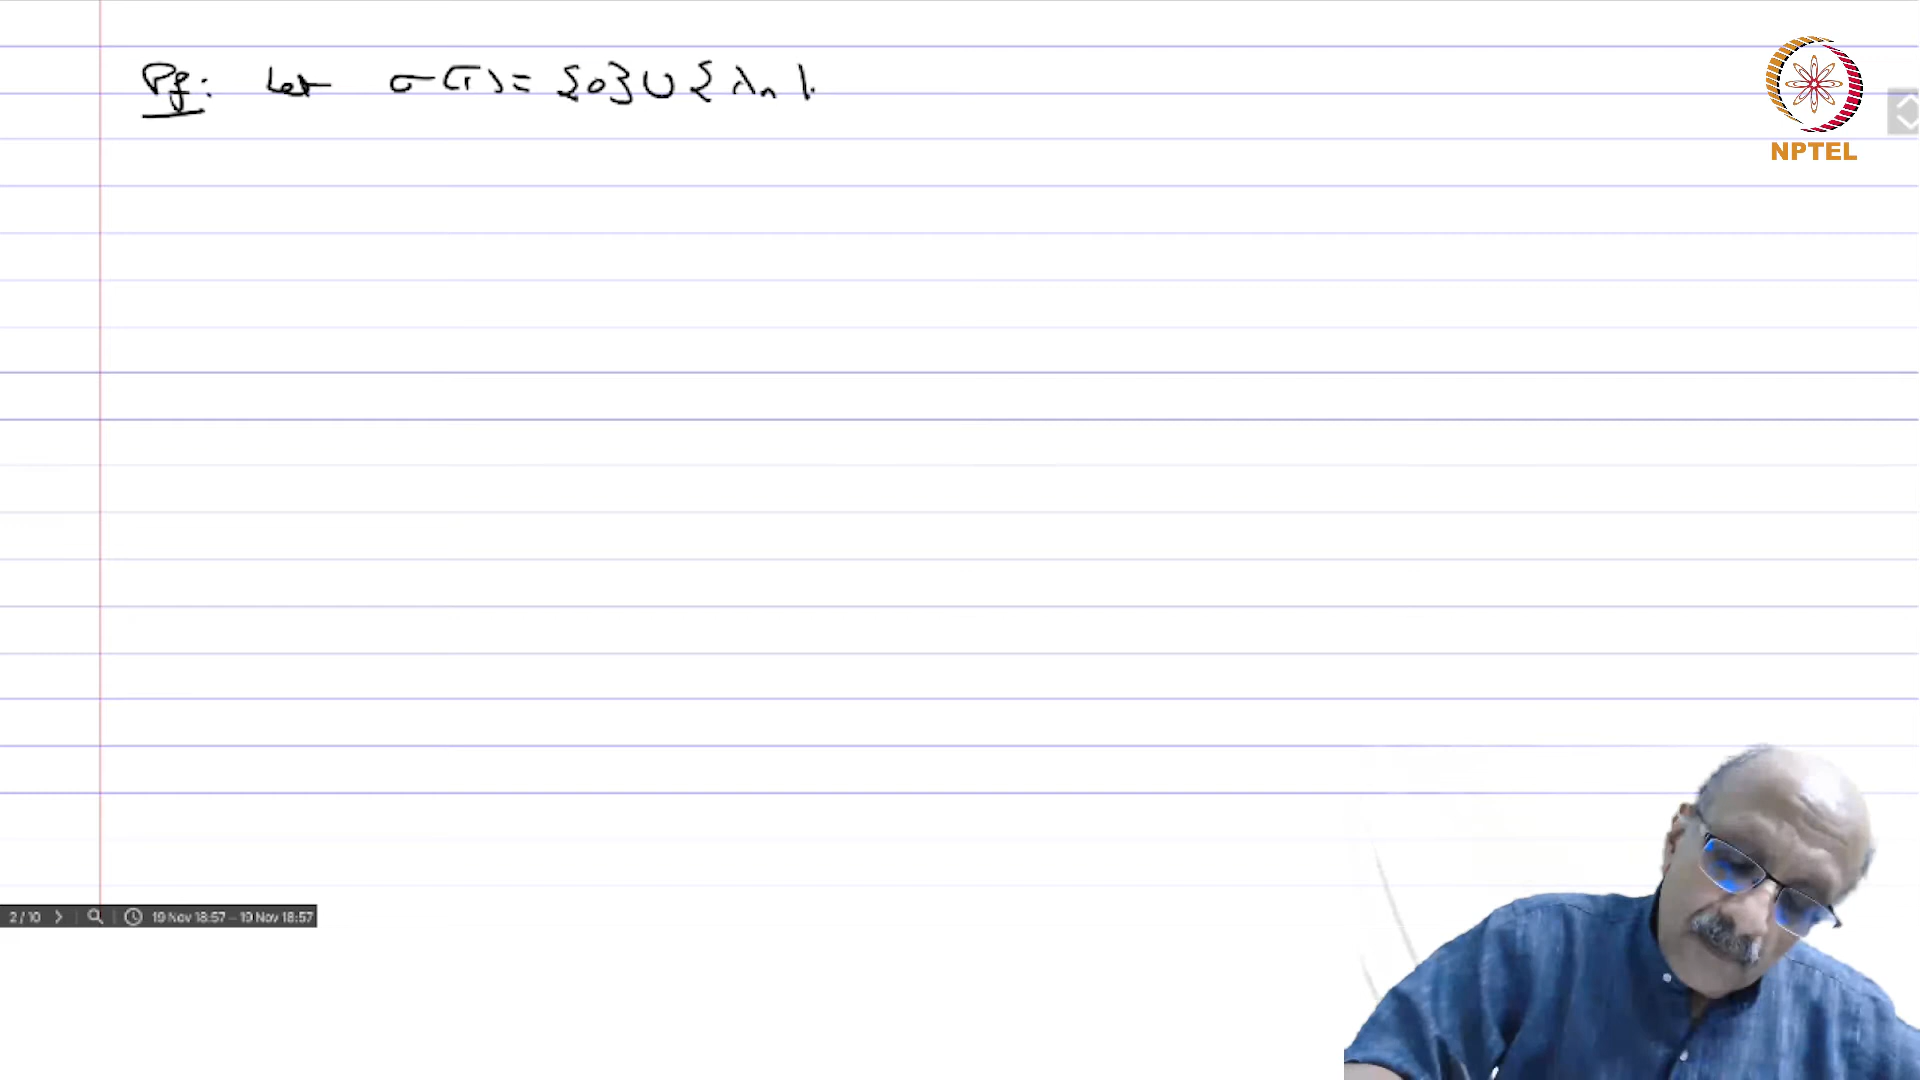 Pf: Let σ(T) = {0} ∪ {λn |
NPTEL
2 / 10 19 Nov 18:57 – 19 Nov 18:57